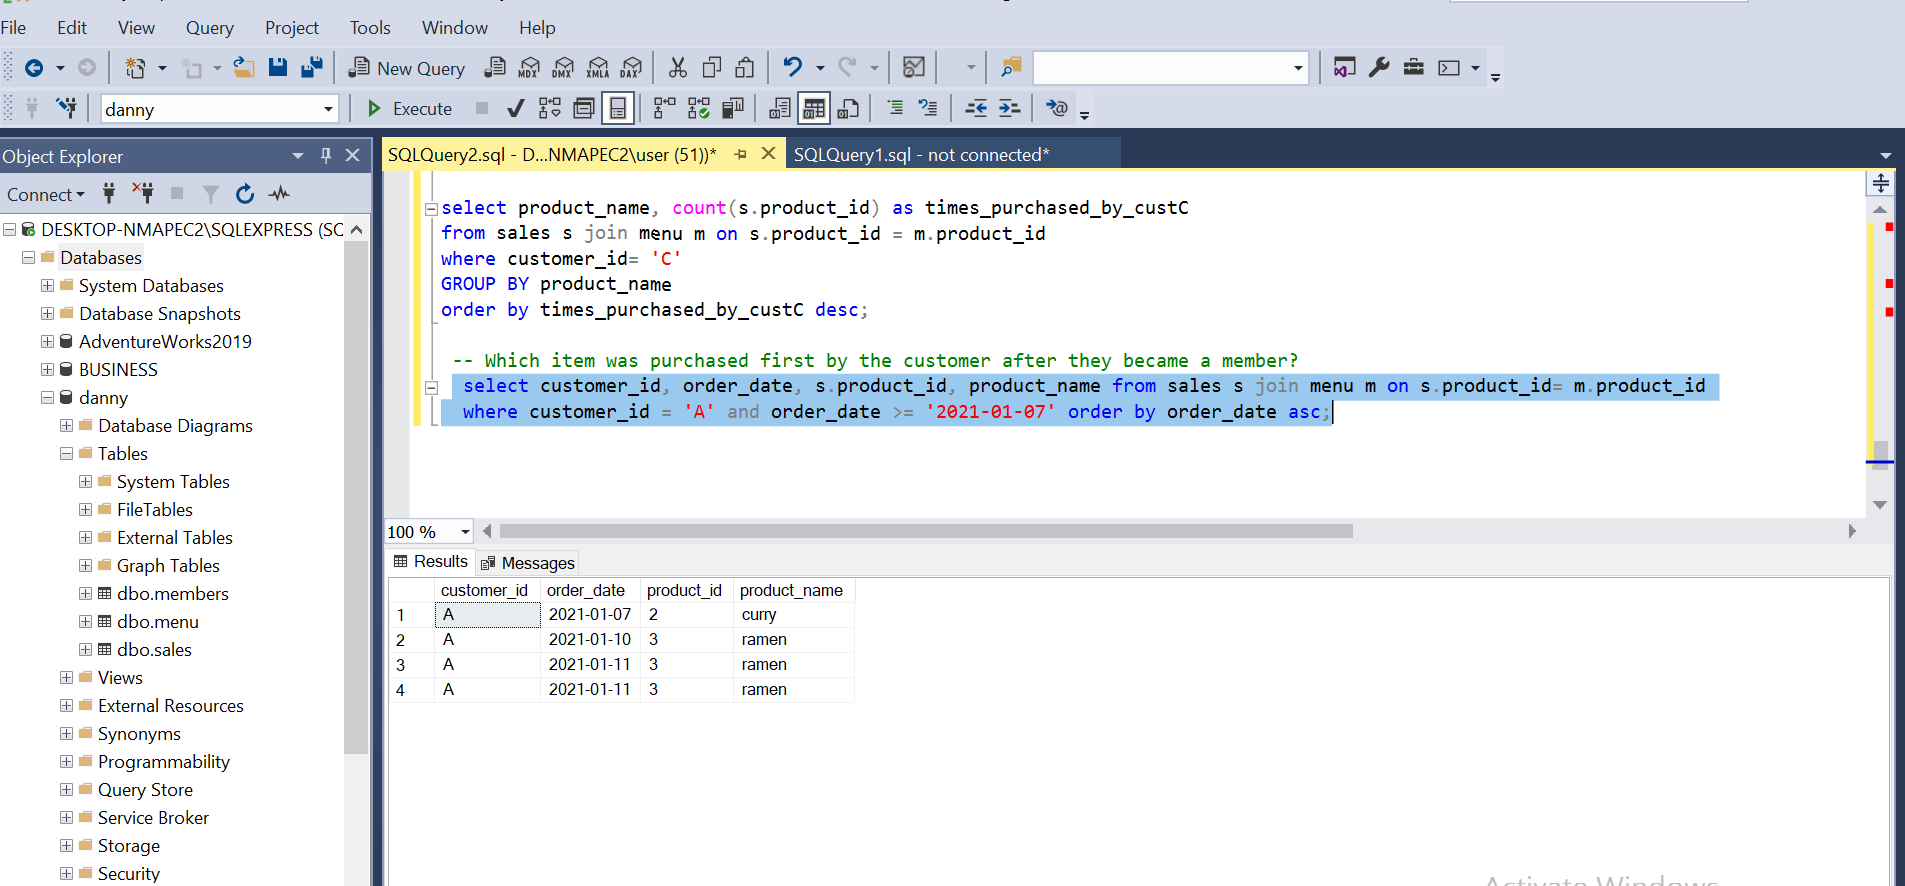 File Edit View Query Project Tools Window Help
New Query MDX DMX XMLA DAX
danny Execute
Object Explorer
SQLQuery2.sql - D...NMAPEC2\user (51))* SQLQuery1.sql - not connected*
Connect
DESKTOP-NMAPEC2\SQLEXPRESS (SQ
Databases
System Databases
Database Snapshots
AdventureWorks2019
BUSINESS
danny
Database Diagrams
Tables
System Tables
FileTables
External Tables
Graph Tables
dbo.members
dbo.menu
dbo.sales
Views
External Resources
Synonyms
Programmability
Query Store
Service Broker
Storage
Security
select product_name, count(s.product_id) as times_purchased_by_custC
from sales s join menu m on s.product_id = m.product_id
where customer_id= 'C'
GROUP BY product_name
order by times_purchased_by_custC desc;
-- Which item was purchased first by the customer after they became a member?
select customer_id, order_date, s.product_id, product_name from sales s join menu m on s.product_id= m.product_id
where customer_id = 'A' and order_date >= '2021-01-07' order by order_date asc;
100 %
Results Messages
customer_id order_date product_id product_name
1 A 2021-01-07 2 curry
2 A 2021-01-10 3 ramen
3 A 2021-01-11 3 ramen
4 A 2021-01-11 3 ramen
Activate Windows